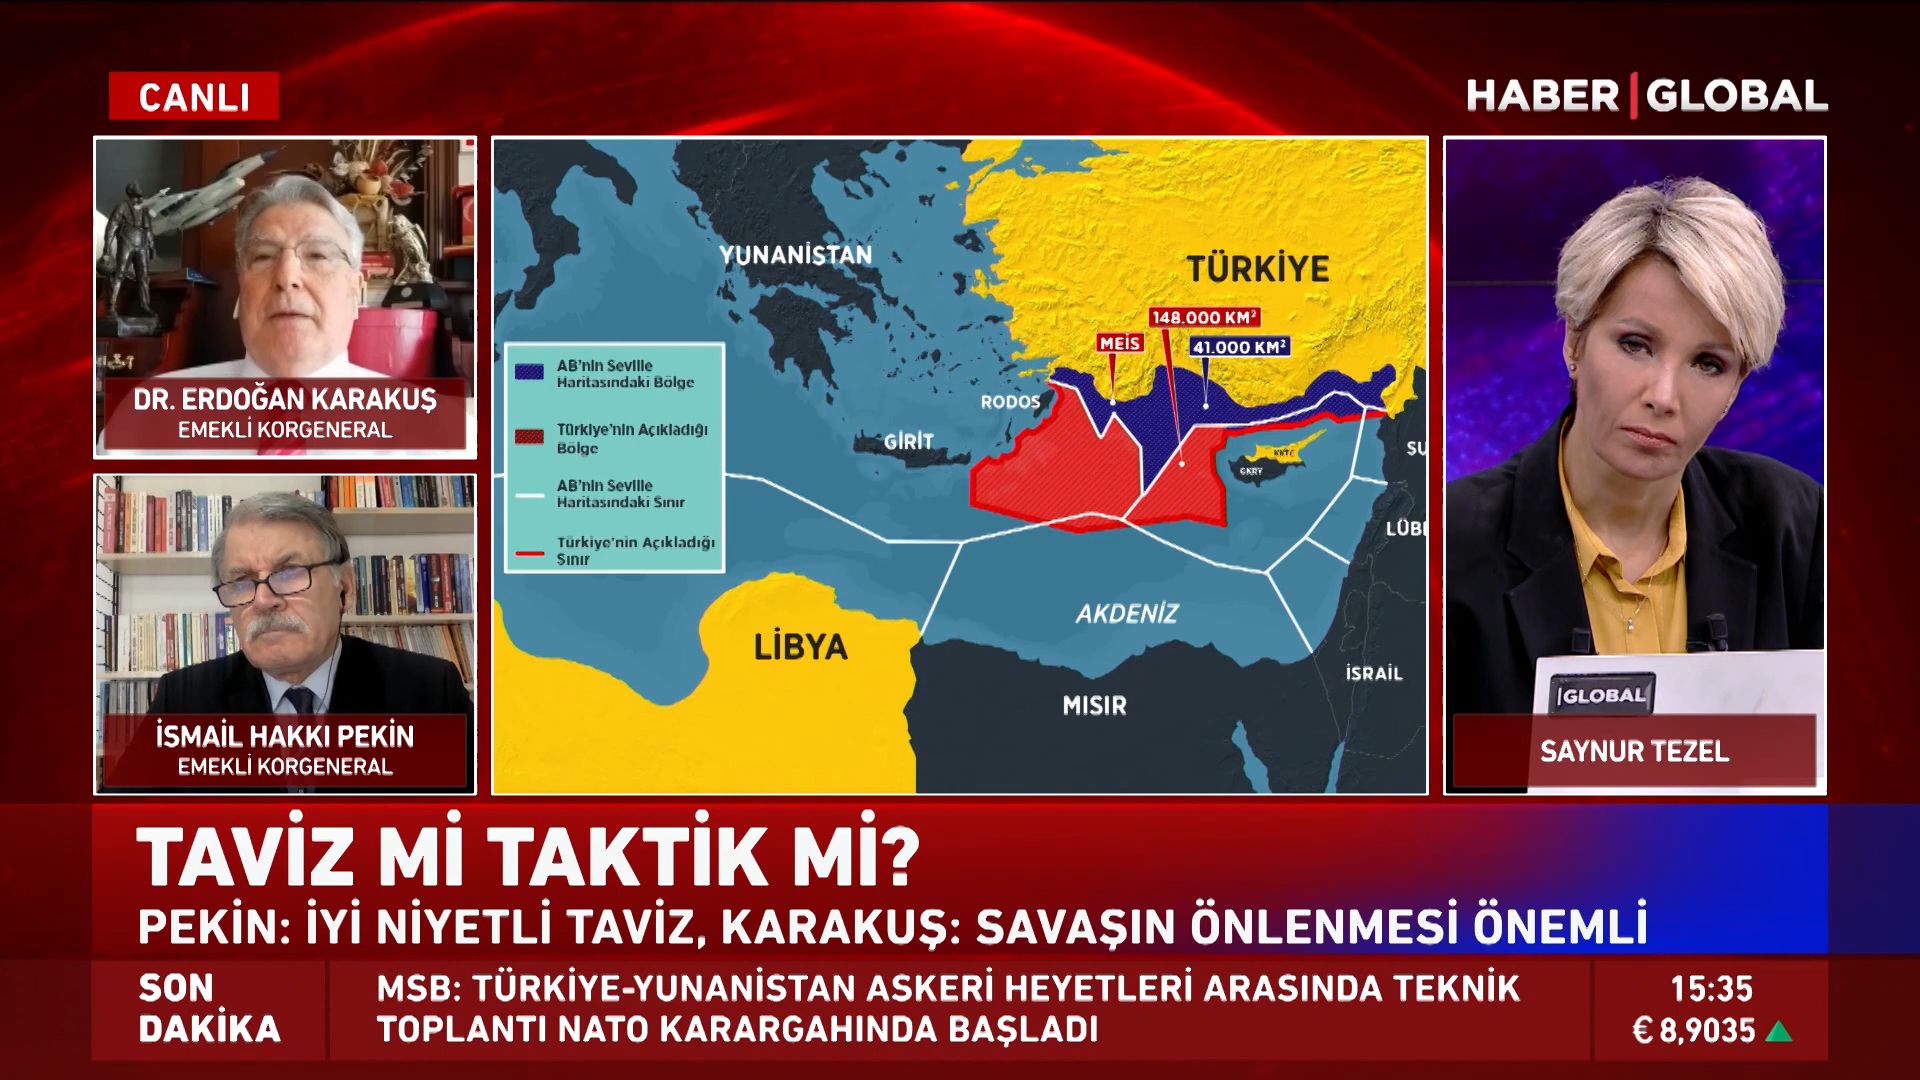 CANLI
HABER | GLOBAL
DR. ERDOĞAN KARAKUŞ
EMEKLİ KORGENERAL
İSMAİL HAKKI PEKİN
EMEKLİ KORGENERAL
YUNANİSTAN
TÜRKİYE
148.000 KM²
MEİS
41.000 KM²
RODOS
GİRİT
KKTC
GKRY
SU
LÜB
AB'nin Seville
Haritasındaki Bölge
Türkiye'nin Açıkladığı
Bölge
AB'nin Seville
Haritasındaki Sınır
Türkiye'nin Açıkladığı
Sınır
AKDENİZ
LİBYA
MISIR
İSRAİL
|GLOBAL
SAYNUR TEZEL
TAVİZ Mİ TAKTİK Mİ?
PEKİN: İYİ NİYETLİ TAVİZ, KARAKUŞ: SAVAŞIN ÖNLENMESİ ÖNEMLİ
SON
DAKİKA
MSB: TÜRKİYE-YUNANİSTAN ASKERİ HEYETLERİ ARASINDA TEKNİK
TOPLANTI NATO KARARGAHINDA BAŞLADI
15:35
€ 8,9035